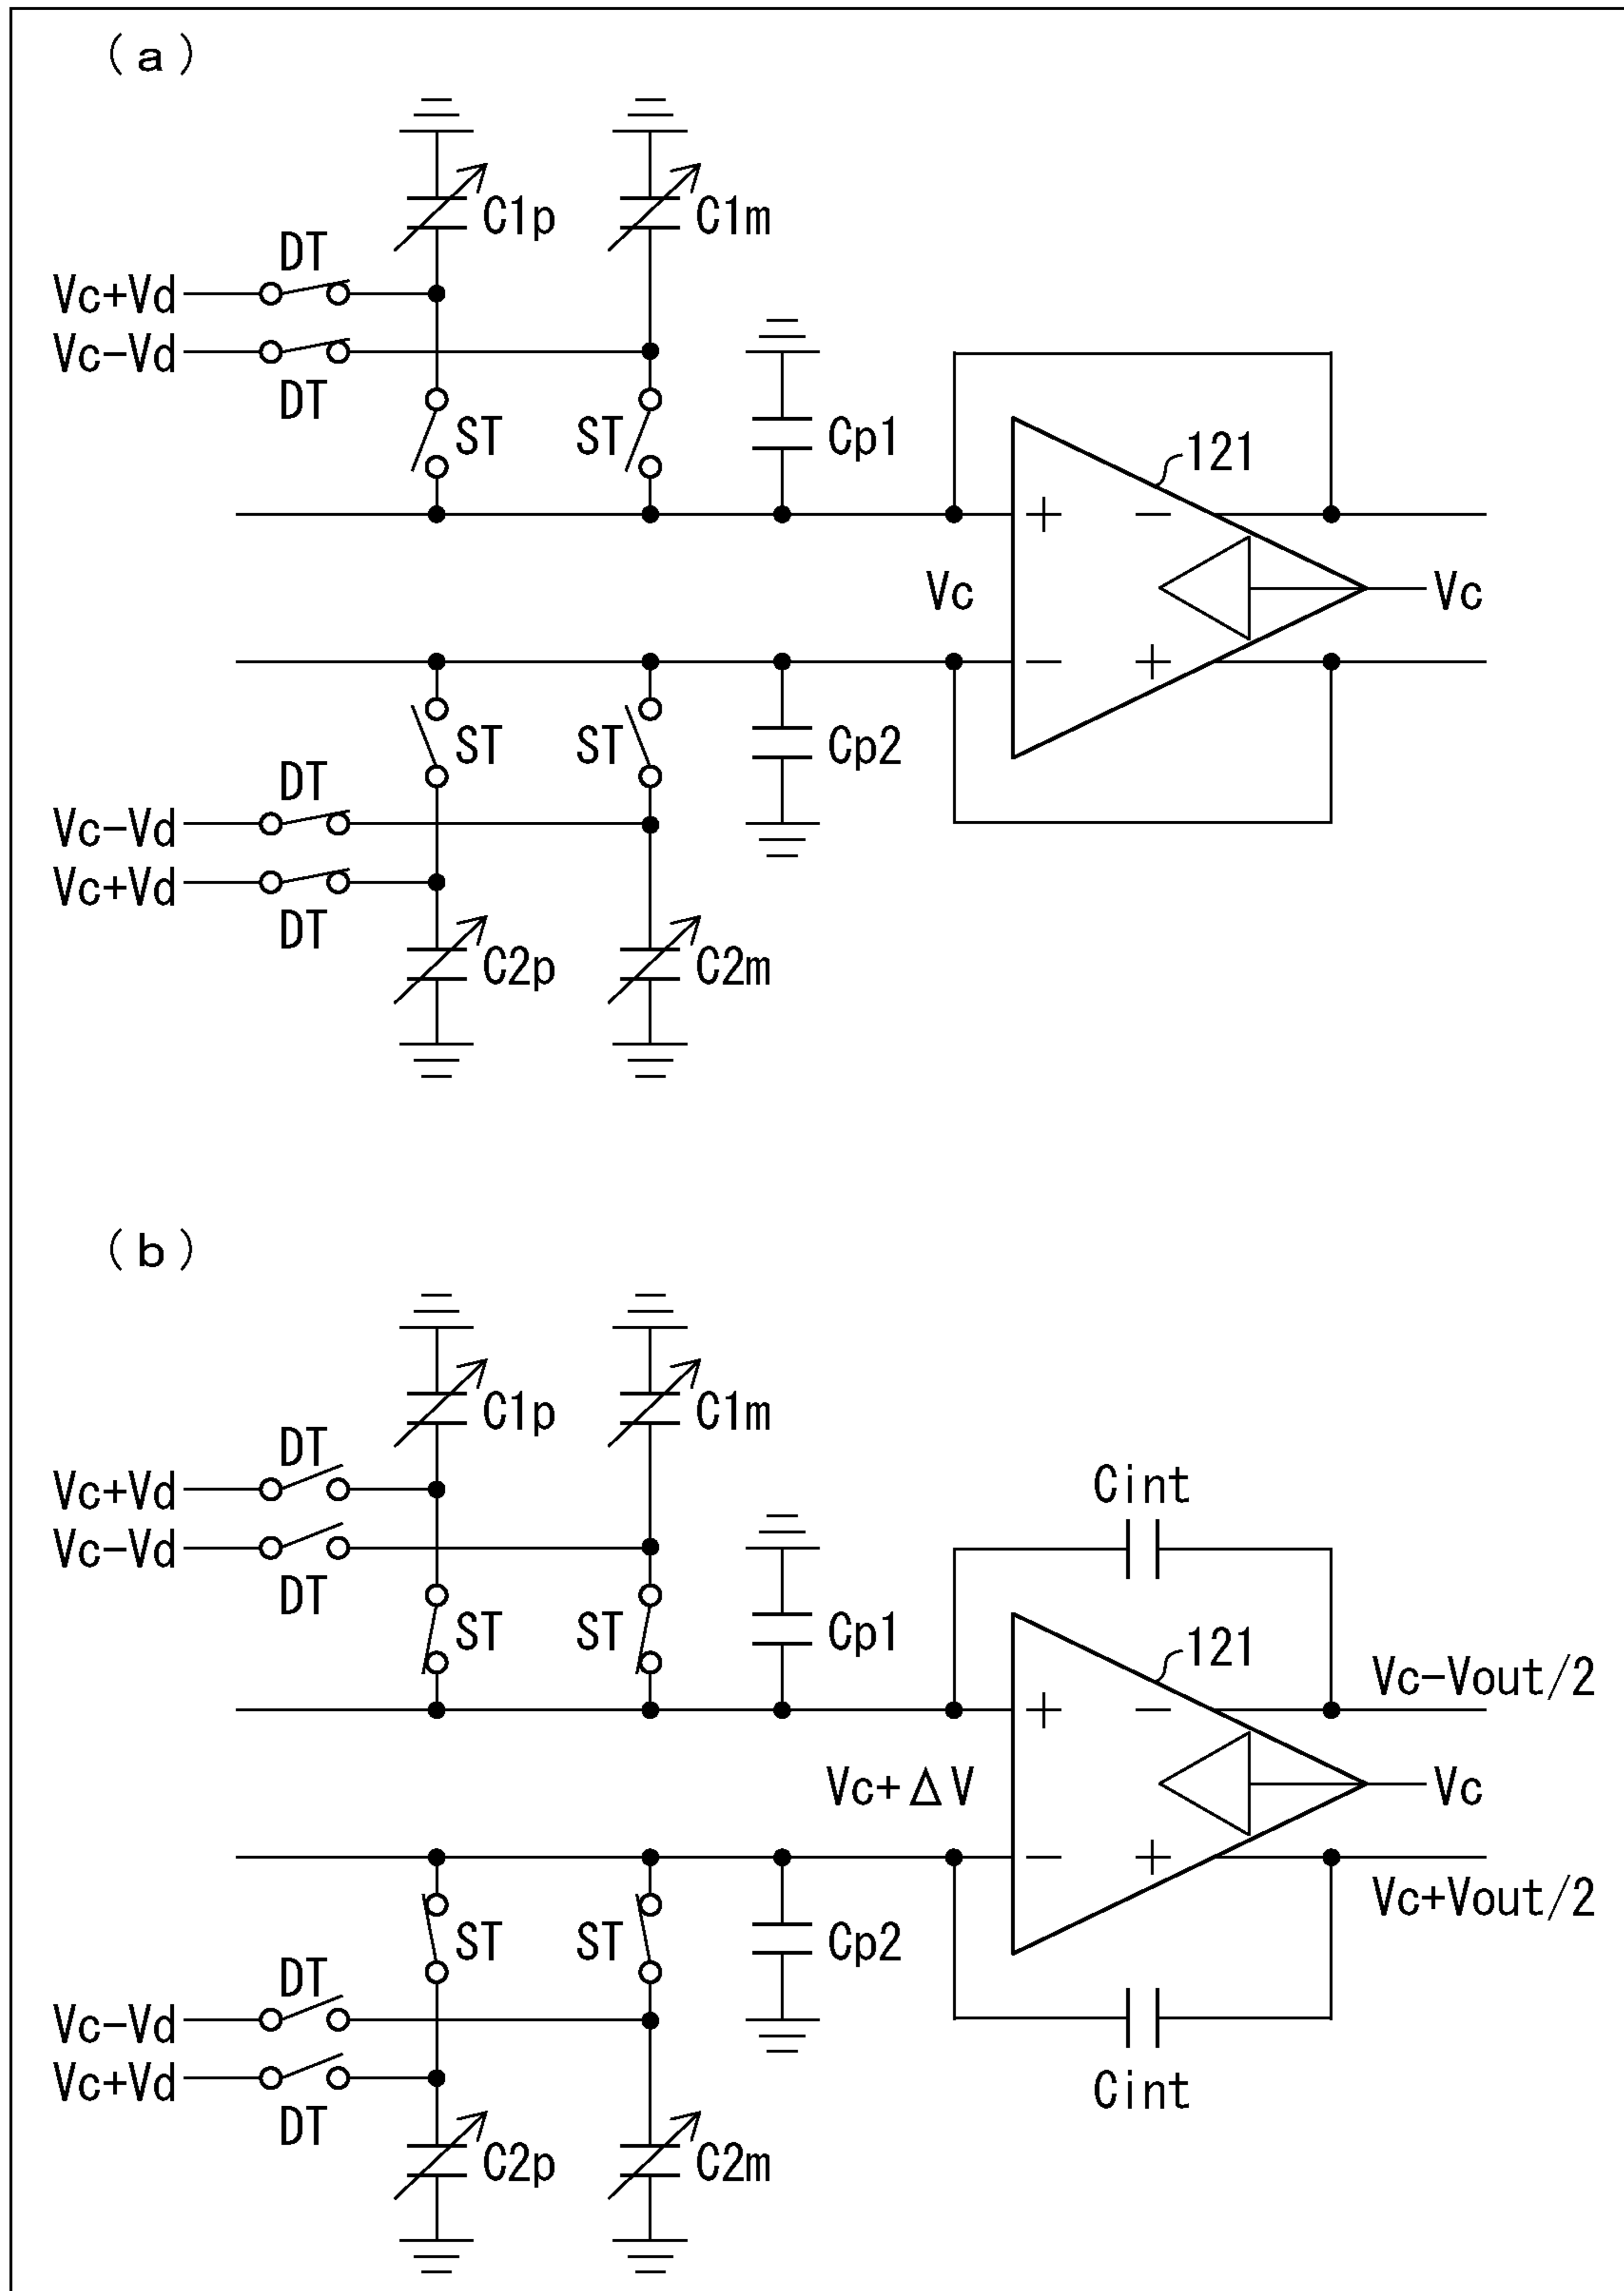 (a)
C1p C1m
DT
Vc+Vd
Vc−Vd
DT
ST ST Cp1
121
+ −
Vc Vc
− +
ST ST Cp2
DT
Vc−Vd
Vc+Vd
DT
C2p C2m
(b)
C1p C1m
DT
Vc+Vd
Vc−Vd
DT
Cint
ST ST Cp1
121
Vc−Vout/2
+ −
Vc+ΔV Vc
− +
Vc+Vout/2
ST ST Cp2
DT
Vc−Vd
Vc+Vd
DT
Cint
C2p C2m